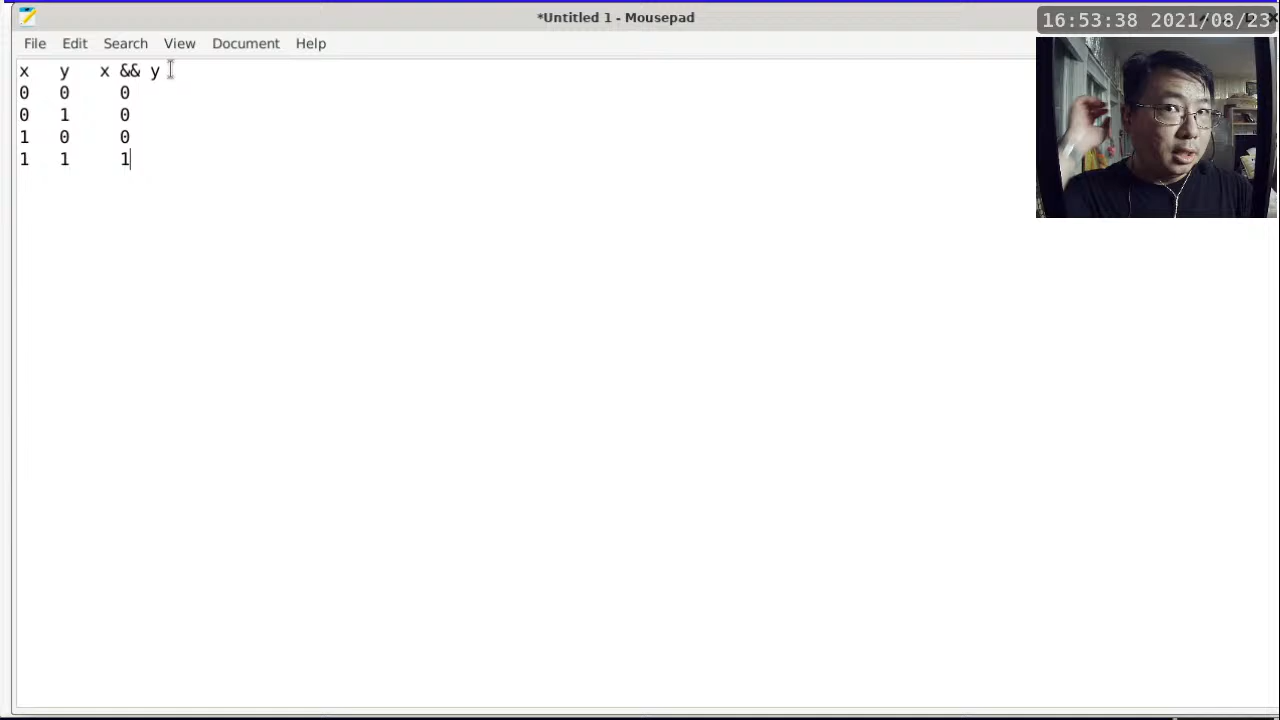 *Untitled 1 - Mousepad
16:53:38 2021/08/23
File Edit Search View Document Help
x y x && y
0 0 0
0 1 0
1 0 0
1 1 1